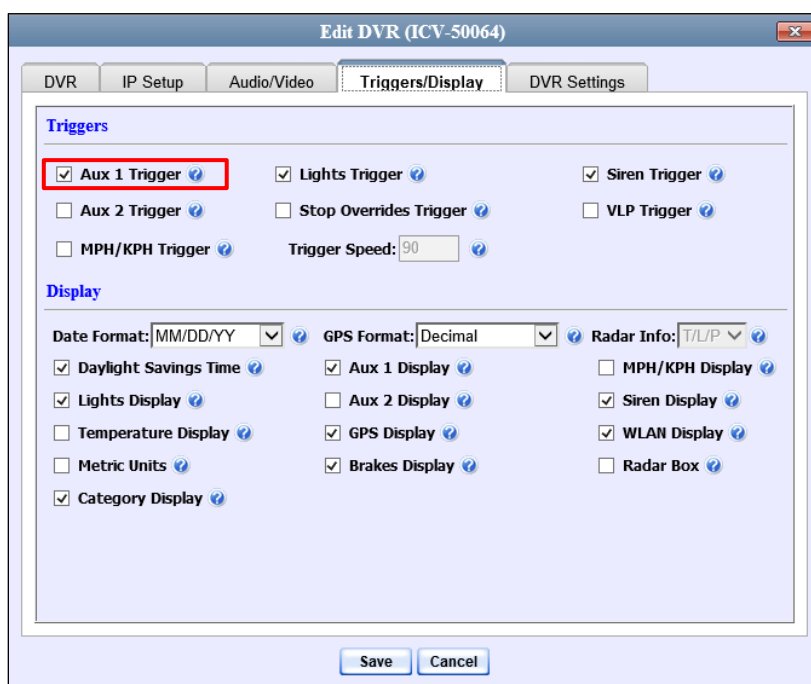 Edit DVR (ICV-50064)
DVR IP Setup Audio/Video Triggers/Display DVR Settings
Triggers
Aux 1 Trigger ? Lights Trigger ? Siren Trigger ?
Aux 2 Trigger ? Stop Overrides Trigger ? VLP Trigger ?
MPH/KPH Trigger ? Trigger Speed: 90 ?
Display
Date Format: MM/DD/YY ? GPS Format: Decimal ? Radar Info: T/L/P ?
Daylight Savings Time ? Aux 1 Display ? MPH/KPH Display ?
Lights Display ? Aux 2 Display ? Siren Display ?
Temperature Display ? GPS Display ? WLAN Display ?
Metric Units ? Brakes Display ? Radar Box ?
Category Display ?
Save Cancel